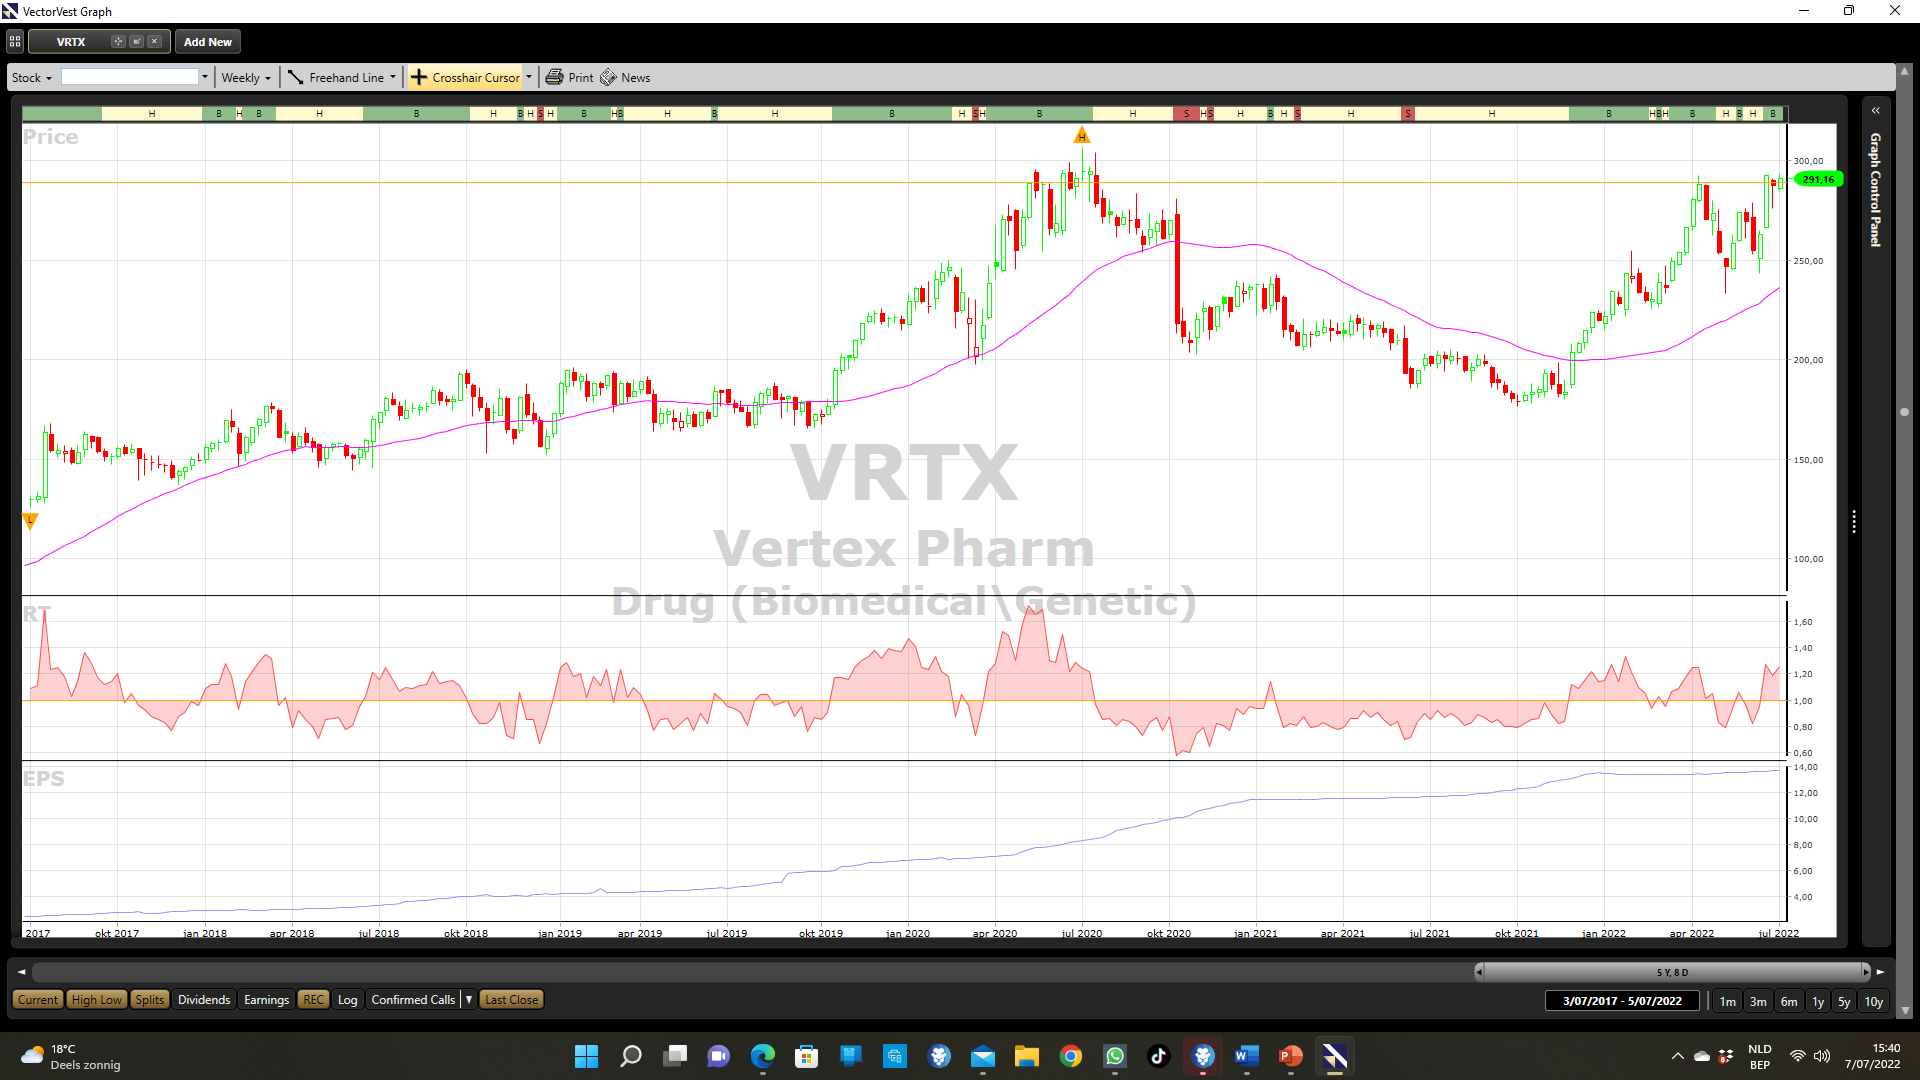 VectorVest Graph
VRTX
Add New
Stock
Weekly
Freehand Line
Crosshair Cursor
Print
News
H B H B H B H B H S H B H B H B H B H S H B H S H S H B H S H S H B H B H B H B H B
Price
H
300,00
291,16
250,00
200,00
150,00
100,00
L
VRTX
Vertex Pharm
Drug (Biomedical\Genetic)
RT
1,60
1,40
1,20
1,00
0,80
0,60
EPS
14,00
12,00
10,00
8,00
6,00
4,00
2017 okt 2017 jan 2018 apr 2018 jul 2018 okt 2018 jan 2019 apr 2019 jul 2019 okt 2019 jan 2020 apr 2020 jul 2020 okt 2020 jan 2021 apr 2021 jul 2021 okt 2021 jan 2022 apr 2022 jul 2022
«
Graph Control Panel
5 Y, 8 D
Current High Low Splits Dividends Earnings REC Log Confirmed Calls Last Close
3/07/2017 - 5/07/2022
1m 3m 6m 1y 5y 10y
18°C
Deels zonnig
NLD
BEP
15:40
7/07/2022